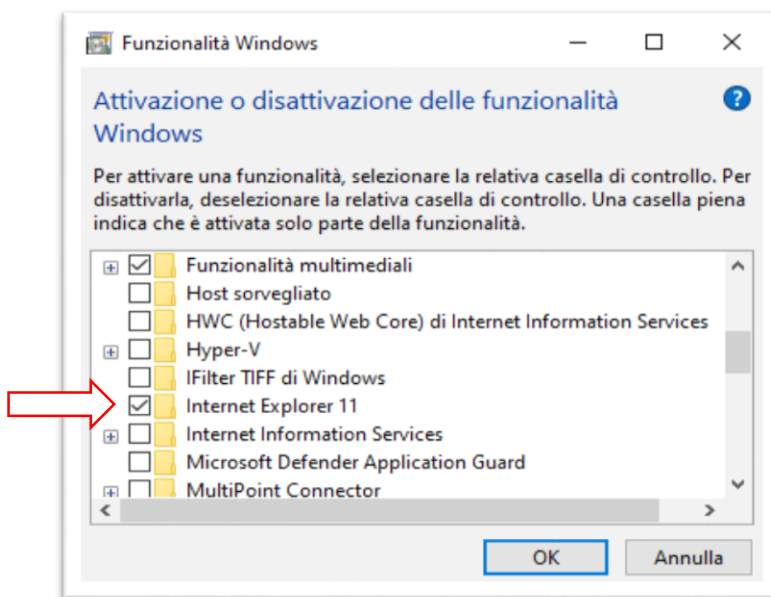 Funzionalità Windows
Attivazione o disattivazione delle funzionalità
Windows
Per attivare una funzionalità, selezionare la relativa casella di controllo. Per
disattivarla, deselezionare la relativa casella di controllo. Una casella piena
indica che è attivata solo parte della funzionalità.
Funzionalità multimediali
Host sorvegliato
HWC (Hostable Web Core) di Internet Information Services
Hyper-V
IFilter TIFF di Windows
Internet Explorer 11
Internet Information Services
Microsoft Defender Application Guard
MultiPoint Connector
OK
Annulla